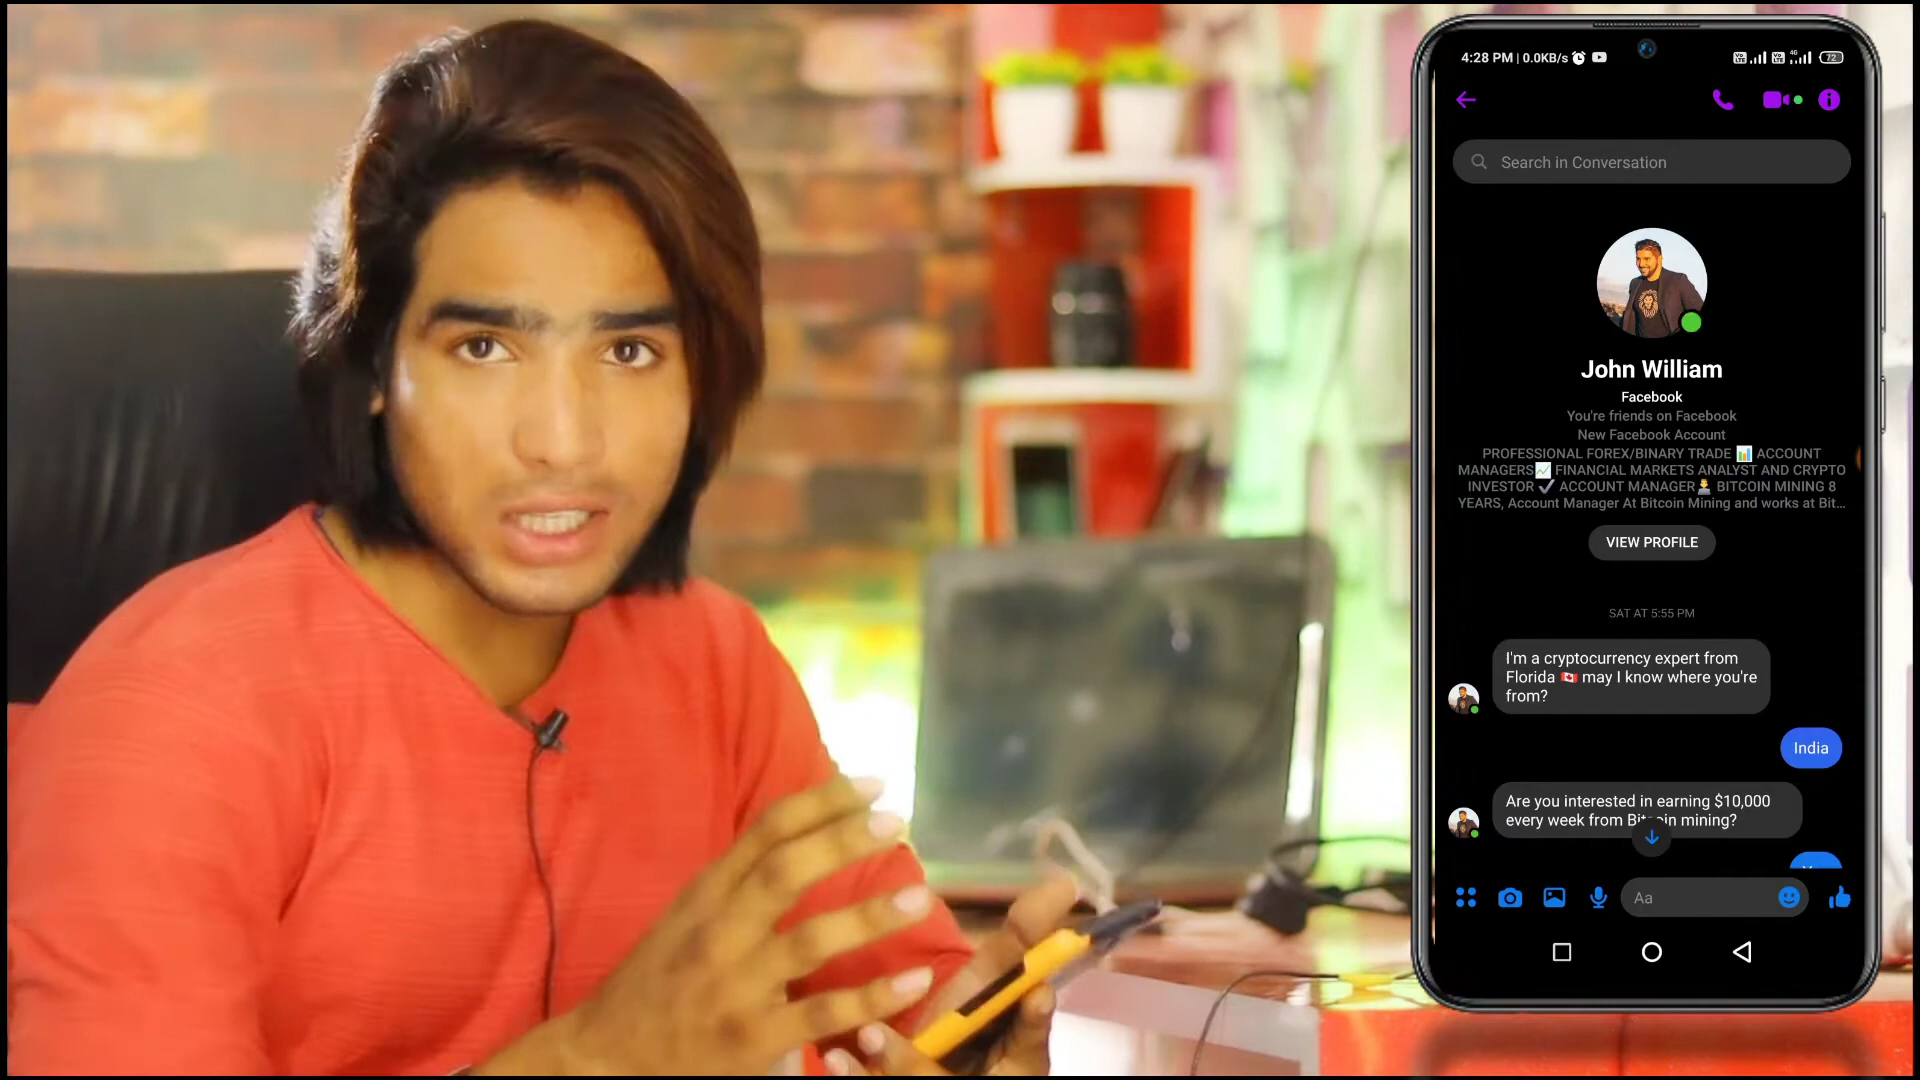 4:28 PM | 0.0KB/s
4G
72
Search in Conversation
John William
Facebook
You're friends on Facebook
New Facebook Account
PROFESSIONAL FOREX/BINARY TRADE 📊 ACCOUNT
MANAGERS📈 FINANCIAL MARKETS ANALYST AND CRYPTO
INVESTOR ✔ ACCOUNT MANAGER👨‍💼 BITCOIN MINING 8
YEARS, Account Manager At Bitcoin Mining and works at Bit...
VIEW PROFILE
SAT AT 5:55 PM
I'm a cryptocurrency expert from
Florida 🇨🇦 may I know where you're
from?
India
Are you interested in earning $10,000
every week from Bitcoin mining?
Aa